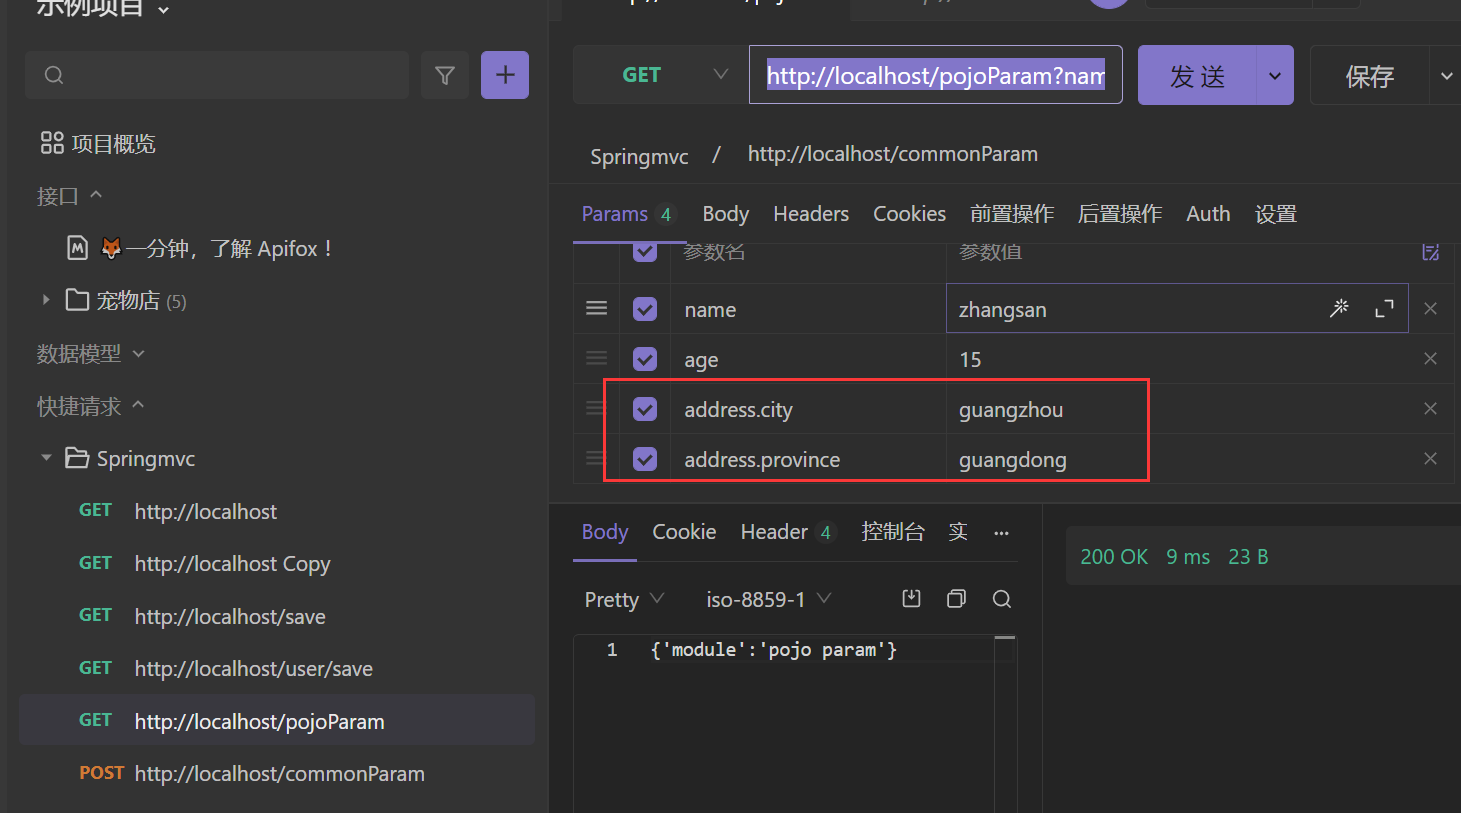 示例项目
GET
http://localhost/pojoParam?nam
发 送
保存
项目概览
Springmvc / http://localhost/commonParam
接口
Params 4
Body
Headers
Cookies
前置操作
后置操作
Auth
设置
一分钟，了解 Apifox！
参数名
参数值
宠物店 (5)
name
zhangsan
数据模型
age
15
快捷请求
address.city
guangzhou
Springmvc
address.province
guangdong
GET http://localhost
GET http://localhost Copy
GET http://localhost/save
GET http://localhost/user/save
GET http://localhost/pojoParam
POST http://localhost/commonParam
Body
Cookie
Header 4
控制台
实
...
200 OK 9 ms 23 B
Pretty
iso-8859-1
1 {'module':'pojo param'}